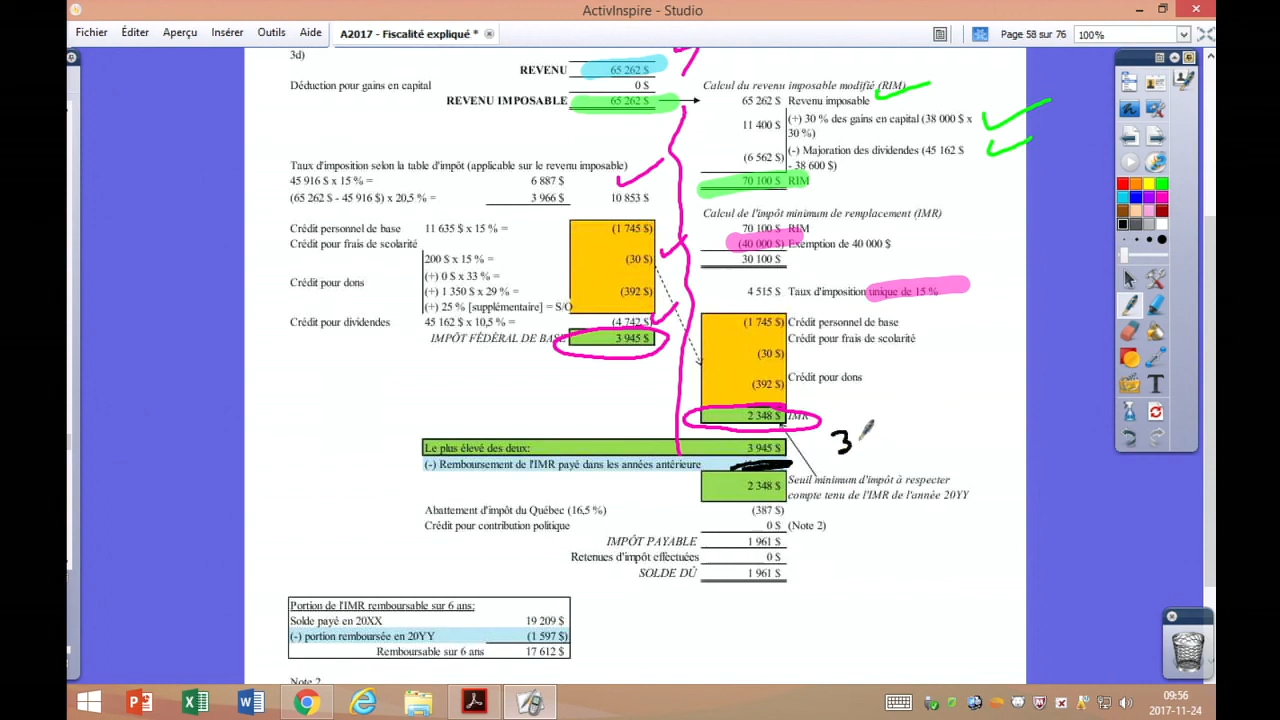 ActivInspire - Studio
Fichier Éditer Aperçu Insérer Outils Aide A2017 - Fiscalité expliqué * Page 58 sur 76 100%
3d)
REVENU 65 262 $
Déduction pour gains en capital 0 $
REVENU IMPOSABLE 65 262 $
Taux d'imposition selon la table d'impôt (applicable sur le revenu imposable)
45 916 $ x 15 % = 6 887 $
(65 262 $ - 45 916 $) x 20,5 % = 3 966 $ 10 853 $
Crédit personnel de base 11 635 $ x 15 % = (1 745 $)
Crédit pour frais de scolarité
200 $ x 15 % = (30 $)
Crédit pour dons (+) 0 $ x 33 % =
(+) 1 350 $ x 29 % = (392 $)
(+) 25 % [supplémentaire] = S/O
Crédit pour dividendes 45 162 $ x 10,5 % = (4 742 $)
IMPÔT FÉDÉRAL DE BASE 3 945 $
Calcul du revenu imposable modifié (RIM)
65 262 $ Revenu imposable
11 400 $ (+) 30 % des gains en capital (38 000 $ x
30 %)
(6 562 $) (-) Majoration des dividendes (45 162 $
- 38 600 $)
70 100 $ RIM
Calcul de l'impôt minimum de remplacement (IMR)
70 100 $ RIM
(40 000 $) Exemption de 40 000 $
30 100 $
4 515 $ Taux d'imposition unique de 15 %
(1 745 $) Crédit personnel de base
Crédit pour frais de scolarité
(30 $)
Crédit pour dons
(392 $)
2 348 $ IMR
3
Le plus élevé des deux: 3 945 $
(-) Remboursement de l'IMR payé dans les années antérieure
2 348 $ Seuil minimum d'impôt à respecter
compte tenu de l'IMR de l'année 20YY
Abattement d'impôt du Québec (16,5 %) (387 $)
Crédit pour contribution politique 0 $ (Note 2)
IMPÔT PAYABLE 1 961 $
Retenues d'impôt effectuées 0 $
SOLDE DÛ 1 961 $
Portion de l'IMR remboursable sur 6 ans:
Solde payé en 20XX 19 209 $
(-) portion remboursée en 20YY (1 597 $)
Remboursable sur 6 ans 17 612 $
Note 2
09:56
2017-11-24